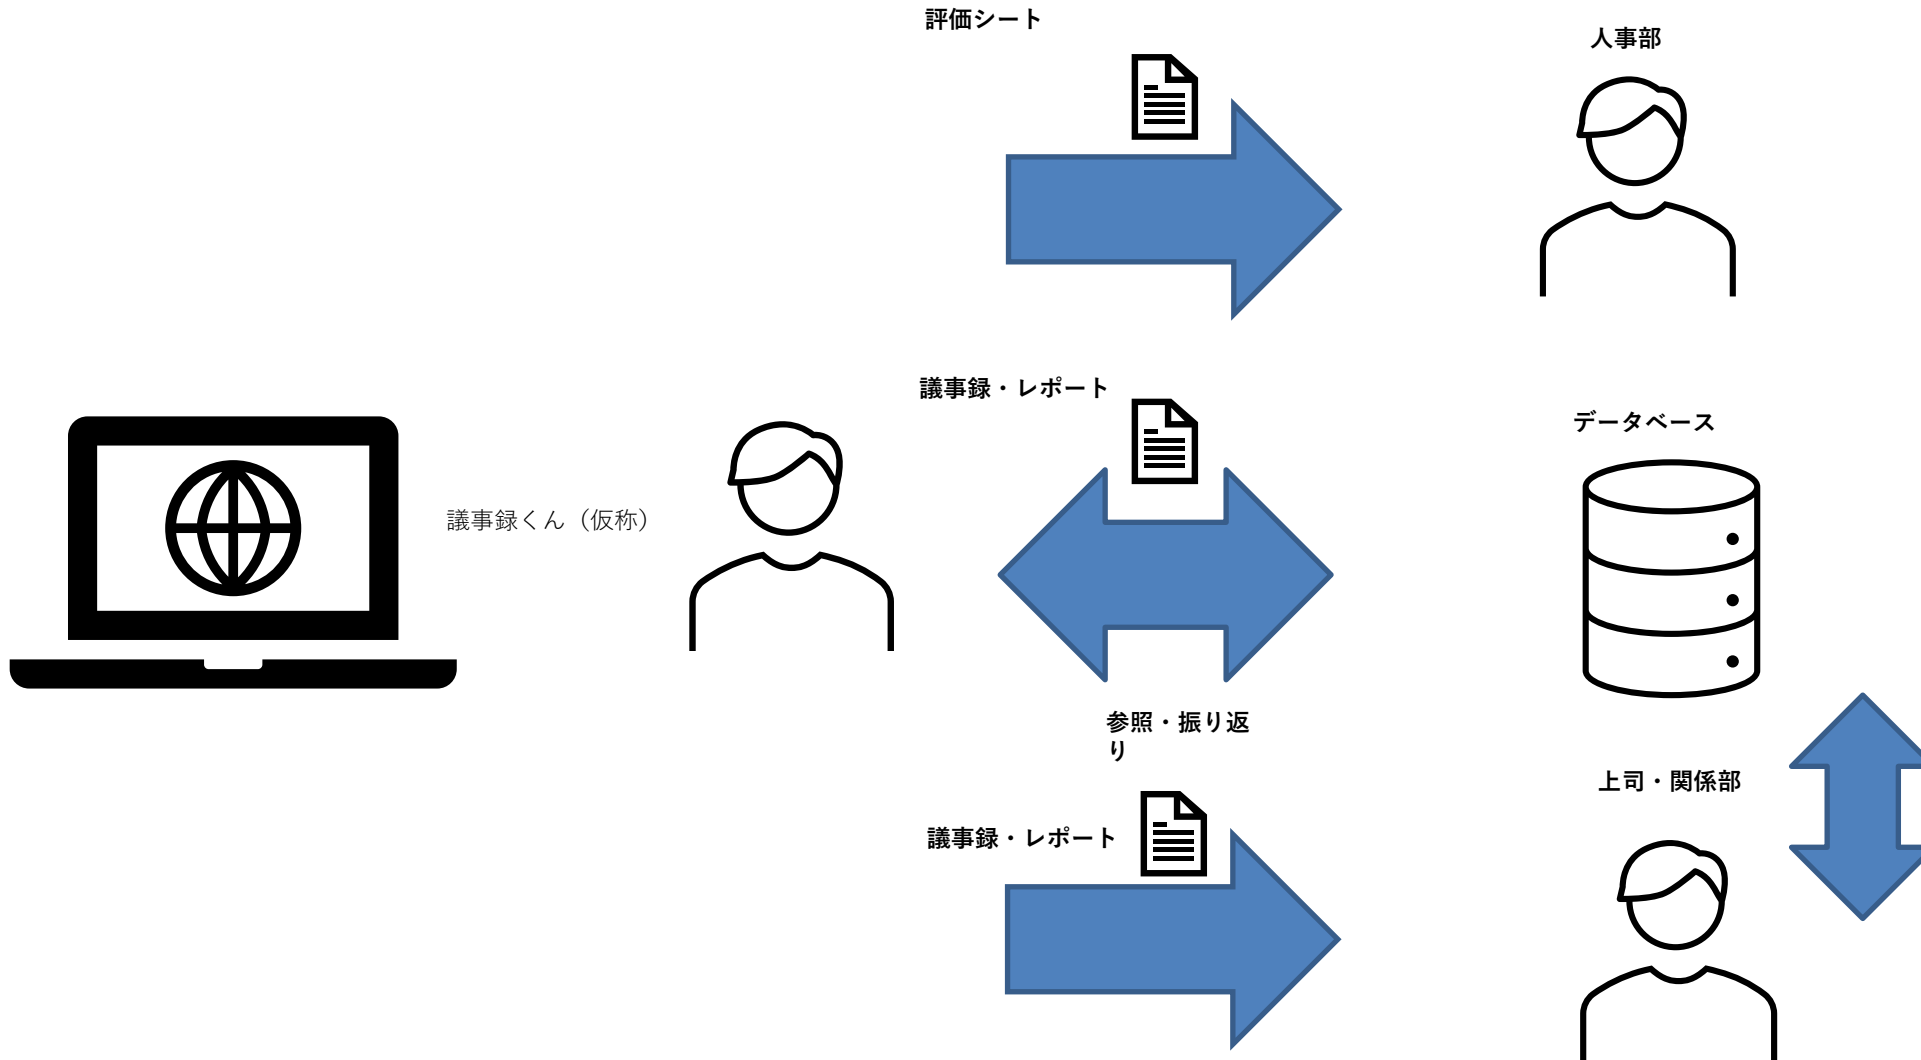 評価シート
人事部
議事録・レポート
データベース
議事録くん（仮称）
参照・振り返
り
上司・関係部
議事録・レポート